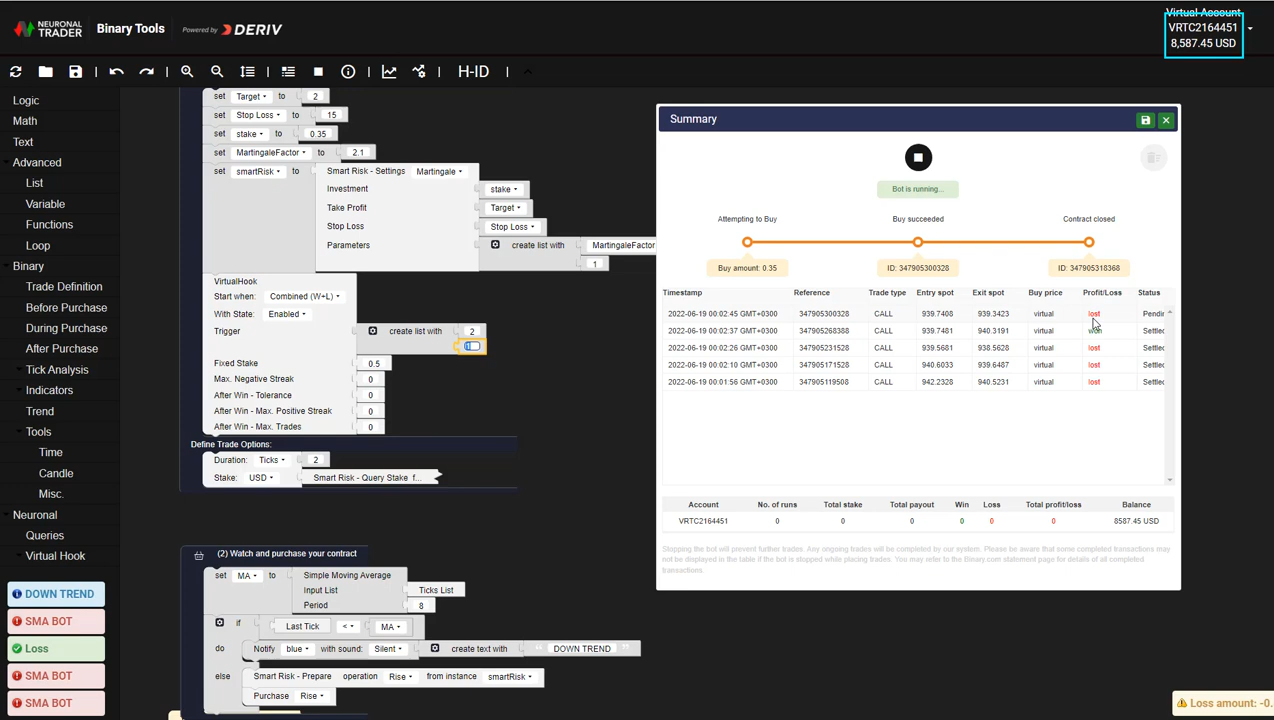 NEURONAL TRADER
Binary Tools
Powered by DERIV
Virtual Account
VRTC2164451
8,587.45 USD
H-ID
Logic
Math
Text
Advanced
List
Variable
Functions
Loop
Binary
Trade Definition
Before Purchase
During Purchase
After Purchase
Tick Analysis
Indicators
Trend
Tools
Time
Candle
Misc.
Neuronal
Queries
Virtual Hook
DOWN TREND
SMA BOT
Loss
SMA BOT
SMA BOT
set Target to 2
set Stop Loss to 15
set stake to 0.35
set MartingaleFactor to 2.1
set smartRisk to Smart Risk - Settings Martingale
Investment stake
Take Profit Target
Stop Loss Stop Loss
Parameters create list with MartingaleFactor
1
VirtualHook
Start when: Combined (W+L)
With State: Enabled
Trigger create list with 2
Fixed Stake 0.5
Max. Negative Streak 0
After Win - Tolerance 0
After Win - Max. Positive Streak 0
After Win - Max. Trades 0
Define Trade Options:
Duration: Ticks 2
Stake: USD Smart Risk - Query Stake f...
(2) Watch and purchase your contract
set MA to Simple Moving Average
Input List Ticks List
Period 8
if Last Tick < MA
do Notify blue with sound: Silent create text with “ DOWN TREND ”
else Smart Risk - Prepare operation Rise from instance smartRisk
Purchase Rise
Summary
Bot is running...
Attempting to Buy Buy succeeded Contract closed
Buy amount: 0.35 ID: 347905300328 ID: 347905318368
Timestamp Reference Trade type Entry spot Exit spot Buy price Profit/Loss Status
2022-06-19 00:02:45 GMT+0300 347905300328 CALL 939.7408 939.3423 virtual lost Pendin
2022-06-19 00:02:37 GMT+0300 347905268388 CALL 939.7481 940.3191 virtual won Settled
2022-06-19 00:02:26 GMT+0300 347905231528 CALL 939.5681 938.5628 virtual lost Settled
2022-06-19 00:02:10 GMT+0300 347905171528 CALL 940.6033 939.6487 virtual lost Settled
2022-06-19 00:01:56 GMT+0300 347905119508 CALL 942.2328 940.5231 virtual lost Settled
Account No. of runs Total stake Total payout Win Loss Total profit/loss Balance
VRTC2164451 0 0 0 0 0 0 8587.45 USD
Stopping the bot will prevent further trades. Any ongoing trades will be completed by our system. Please be aware that some completed transactions may
not be displayed in the table if the bot is stopped while placing trades. You may refer to the Binary.com statement page for details of all completed
transactions.
Loss amount: -0.